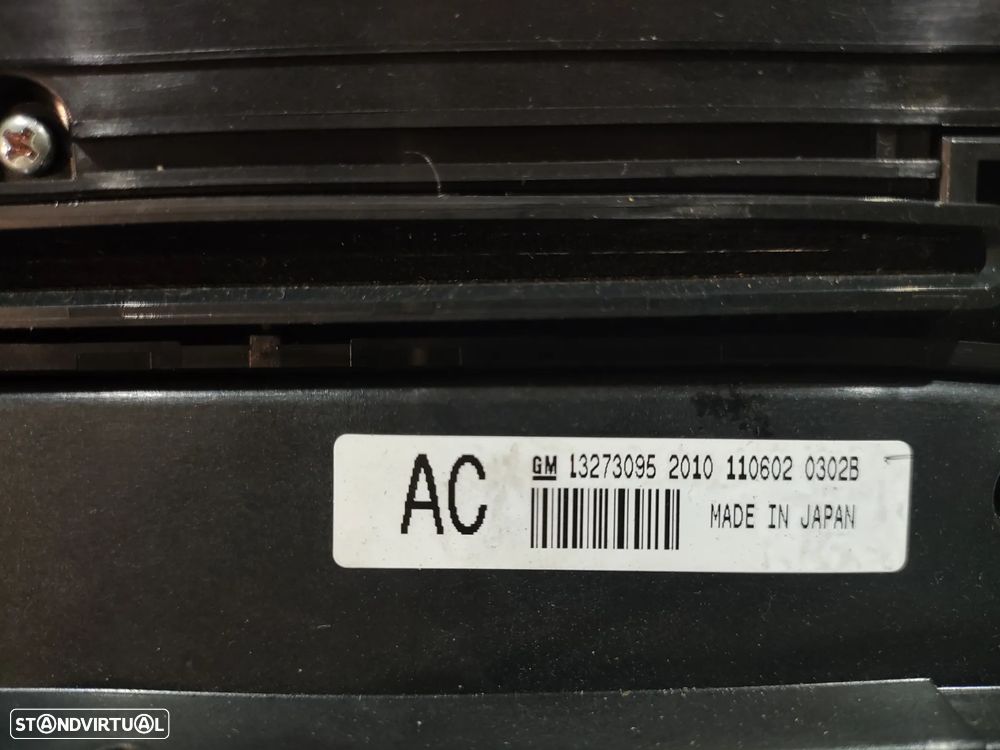 AC
GM 13273095 2010 110602 0302B
MADE IN JAPAN
STANDVIRTUAL